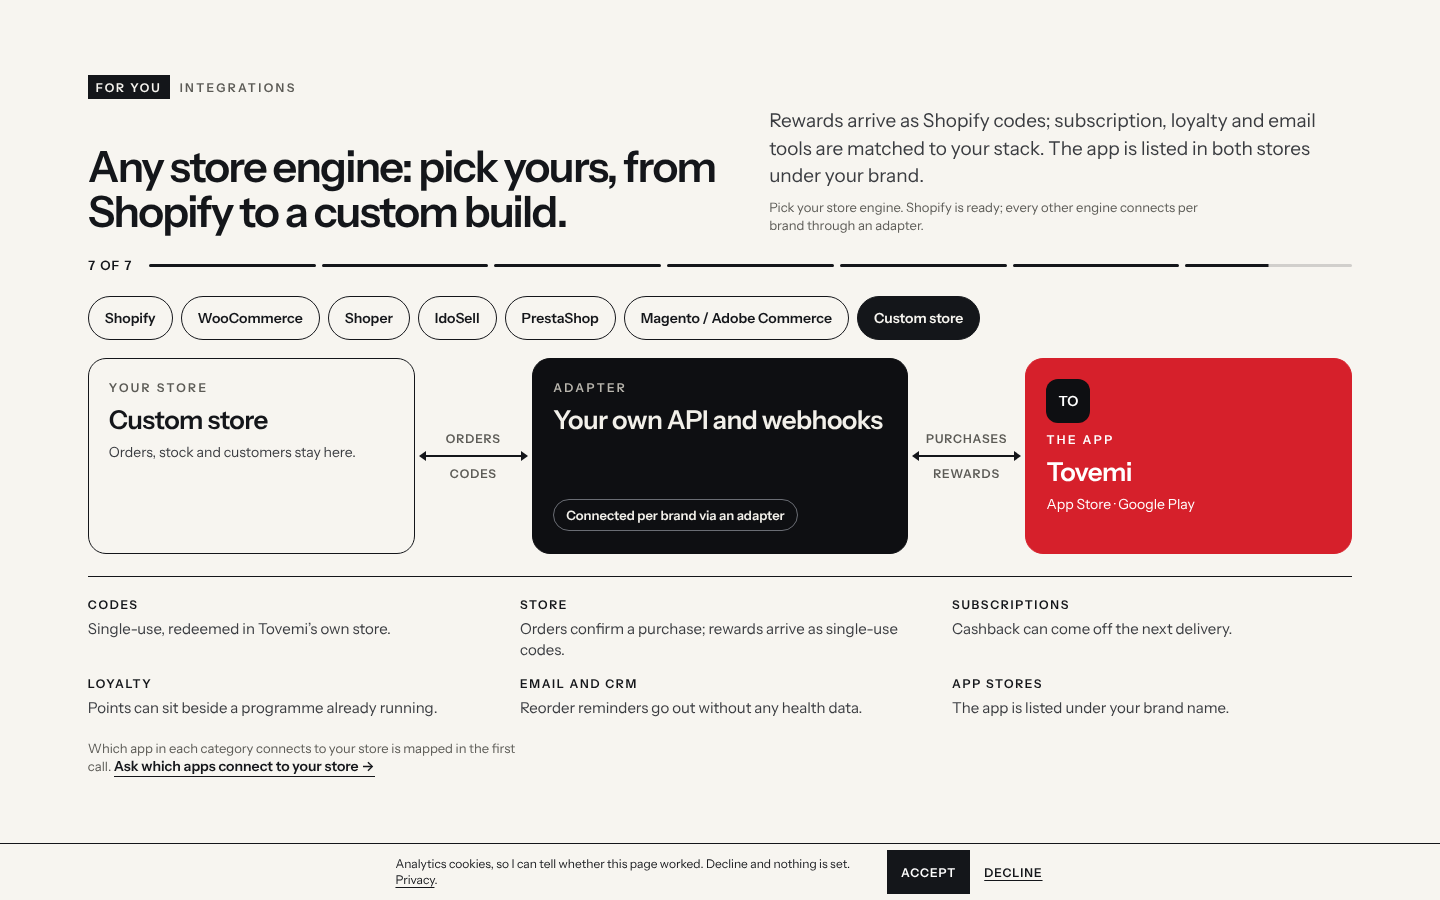 FOR YOU INTEGRATIONS
Any store engine: pick yours, from
Shopify to a custom build.
Rewards arrive as Shopify codes; subscription, loyalty and email
tools are matched to your stack. The app is listed in both stores
under your brand.
Pick your store engine. Shopify is ready; every other engine connects per
brand through an adapter.
7 OF 7
Shopify WooCommerce Shoper IdoSell PrestaShop Magento / Adobe Commerce Custom store
YOUR STORE
Custom store
Orders, stock and customers stay here.
ORDERS
CODES
ADAPTER
Your own API and webhooks
Connected per brand via an adapter
PURCHASES
REWARDS
TO
THE APP
Tovemi
App Store · Google Play
CODES
Single-use, redeemed in Tovemi’s own store.
STORE
Orders confirm a purchase; rewards arrive as single-use
codes.
SUBSCRIPTIONS
Cashback can come off the next delivery.
LOYALTY
Points can sit beside a programme already running.
EMAIL AND CRM
Reorder reminders go out without any health data.
APP STORES
The app is listed under your brand name.
Which app in each category connects to your store is mapped in the first
call. Ask which apps connect to your store →
Analytics cookies, so I can tell whether this page worked. Decline and nothing is set.
Privacy.
ACCEPT DECLINE